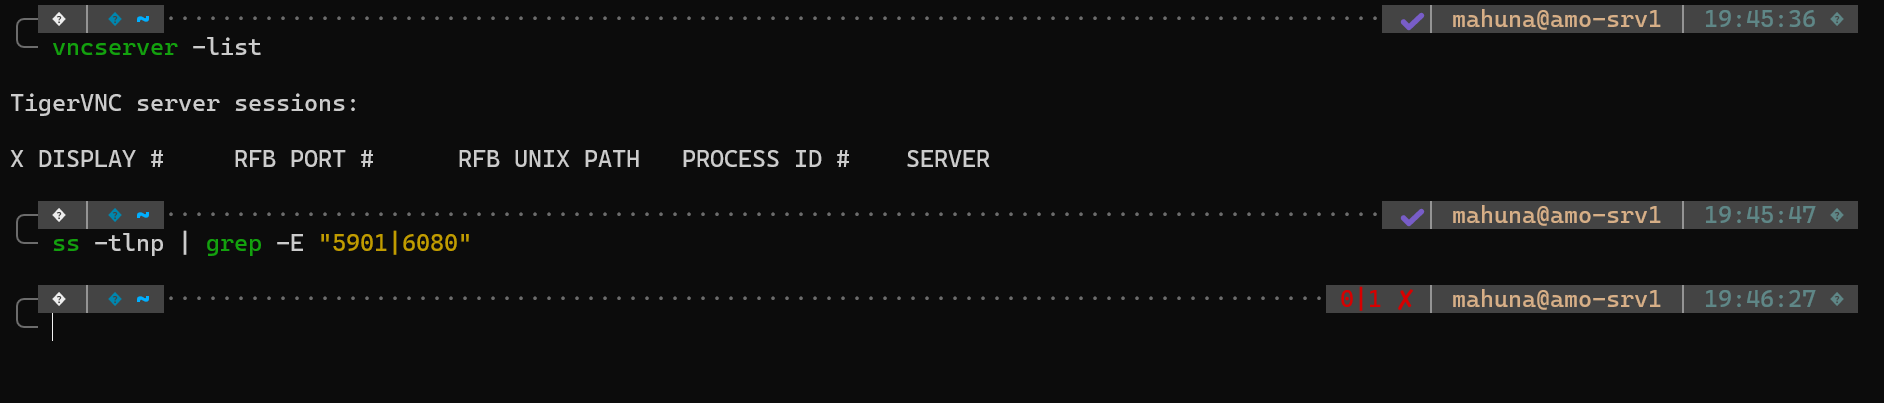 ~ ✔ mahuna@amo-srv1 19:45:36
vncserver -list
TigerVNC server sessions:
X DISPLAY # RFB PORT # RFB UNIX PATH PROCESS ID # SERVER
~ ✔ mahuna@amo-srv1 19:45:47
ss -tlnp | grep -E "5901|6080"
~ 0|1 ✘ mahuna@amo-srv1 19:46:27